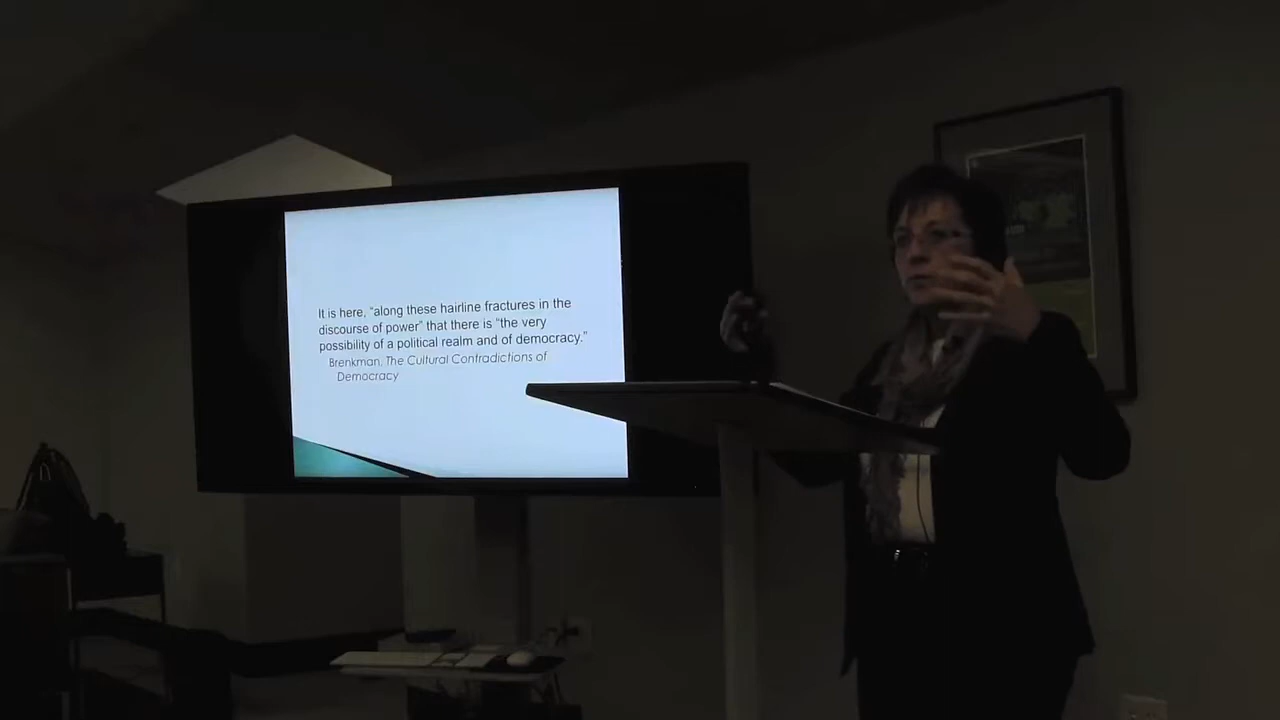 It is here, “along these hairline fractures in the
discourse of power” that there is “the very
possibility of a political realm and of democracy.”
Brenkman, The Cultural Contradictions of
Democracy